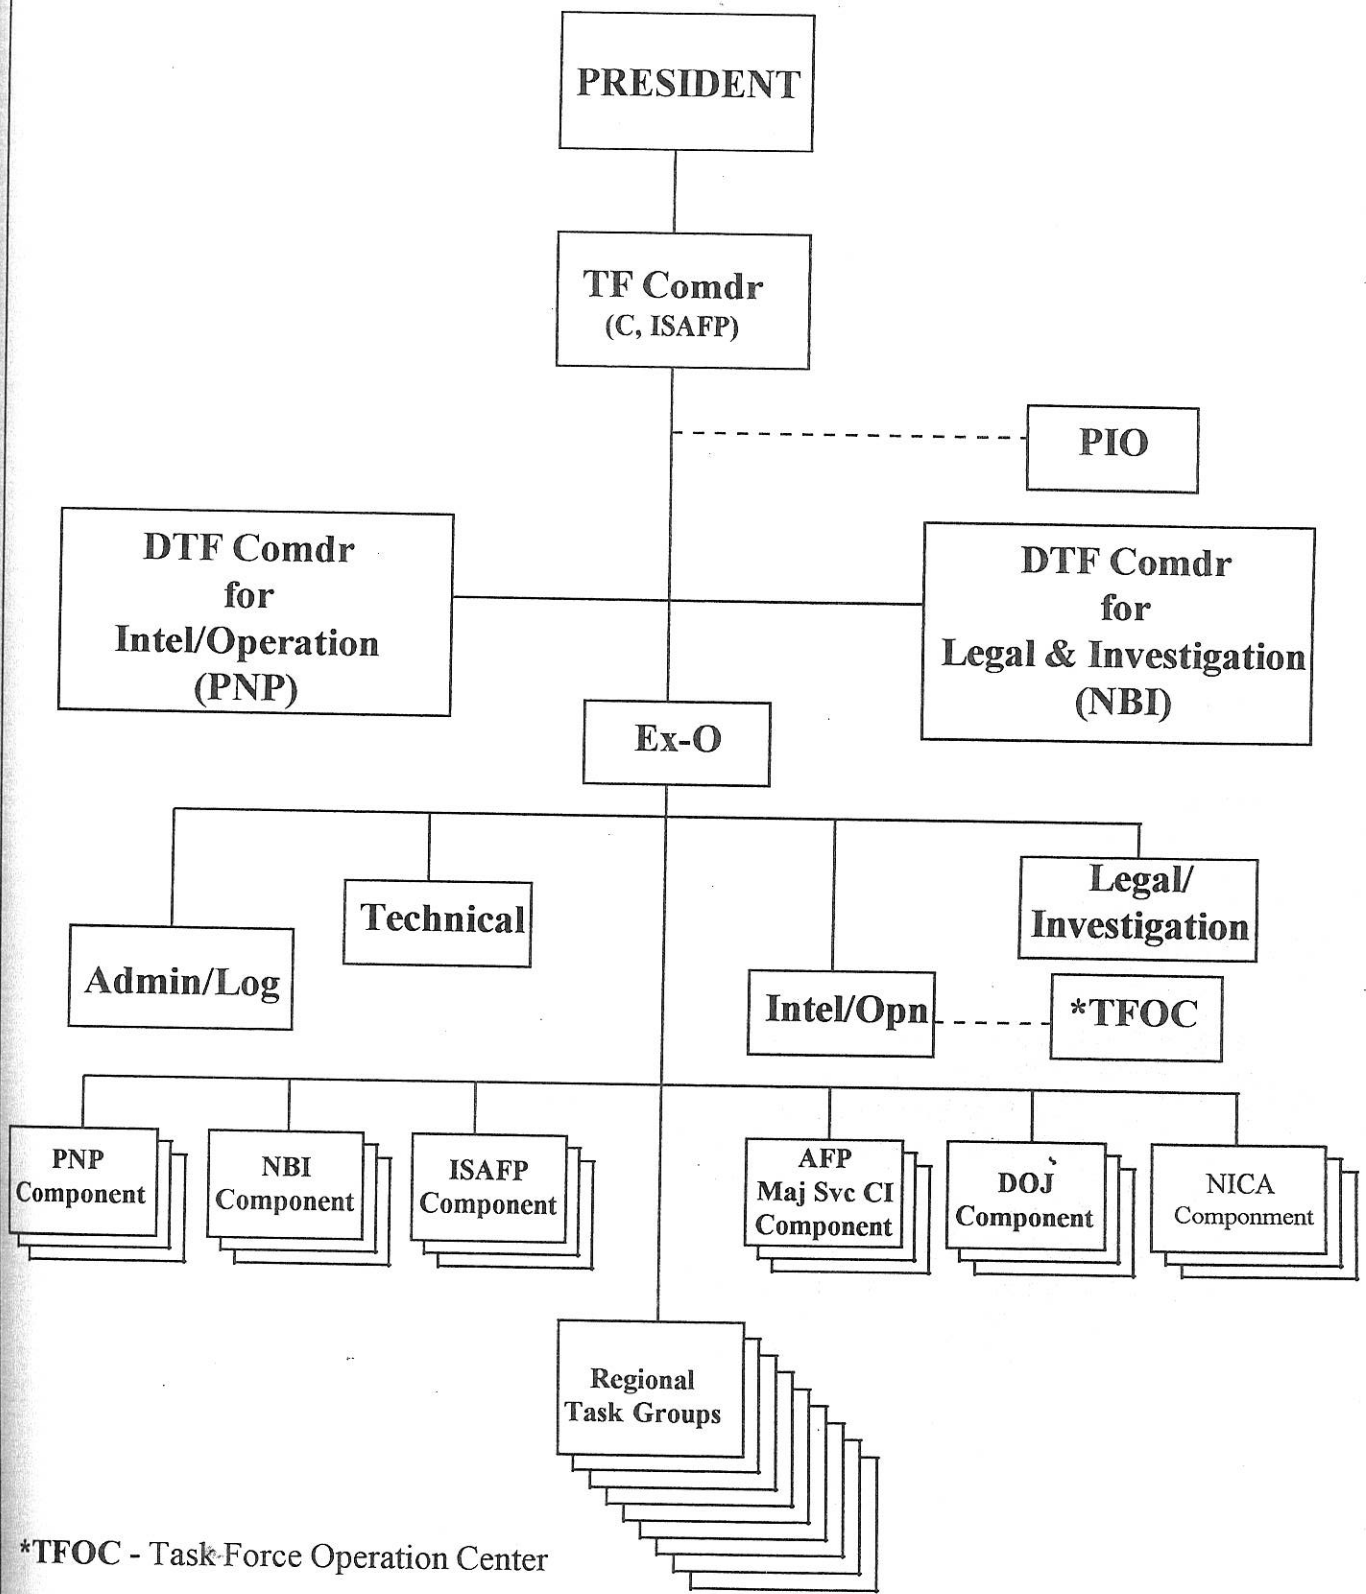 PRESIDENT
TF Comdr
(C, ISAFP)
PIO
DTF Comdr
for
Intel/Operation
(PNP)
DTF Comdr
for
Legal & Investigation
(NBI)
Ex-O
Admin/Log
Technical
Intel/Opn
Legal/
Investigation
*TFOC
PNP
Component
NBI
Component
ISAFP
Component
AFP
Maj Svc CI
Component
DOJ
Component
NICA
Componment
Regional
Task Groups
*TFOC - Task Force Operation Center